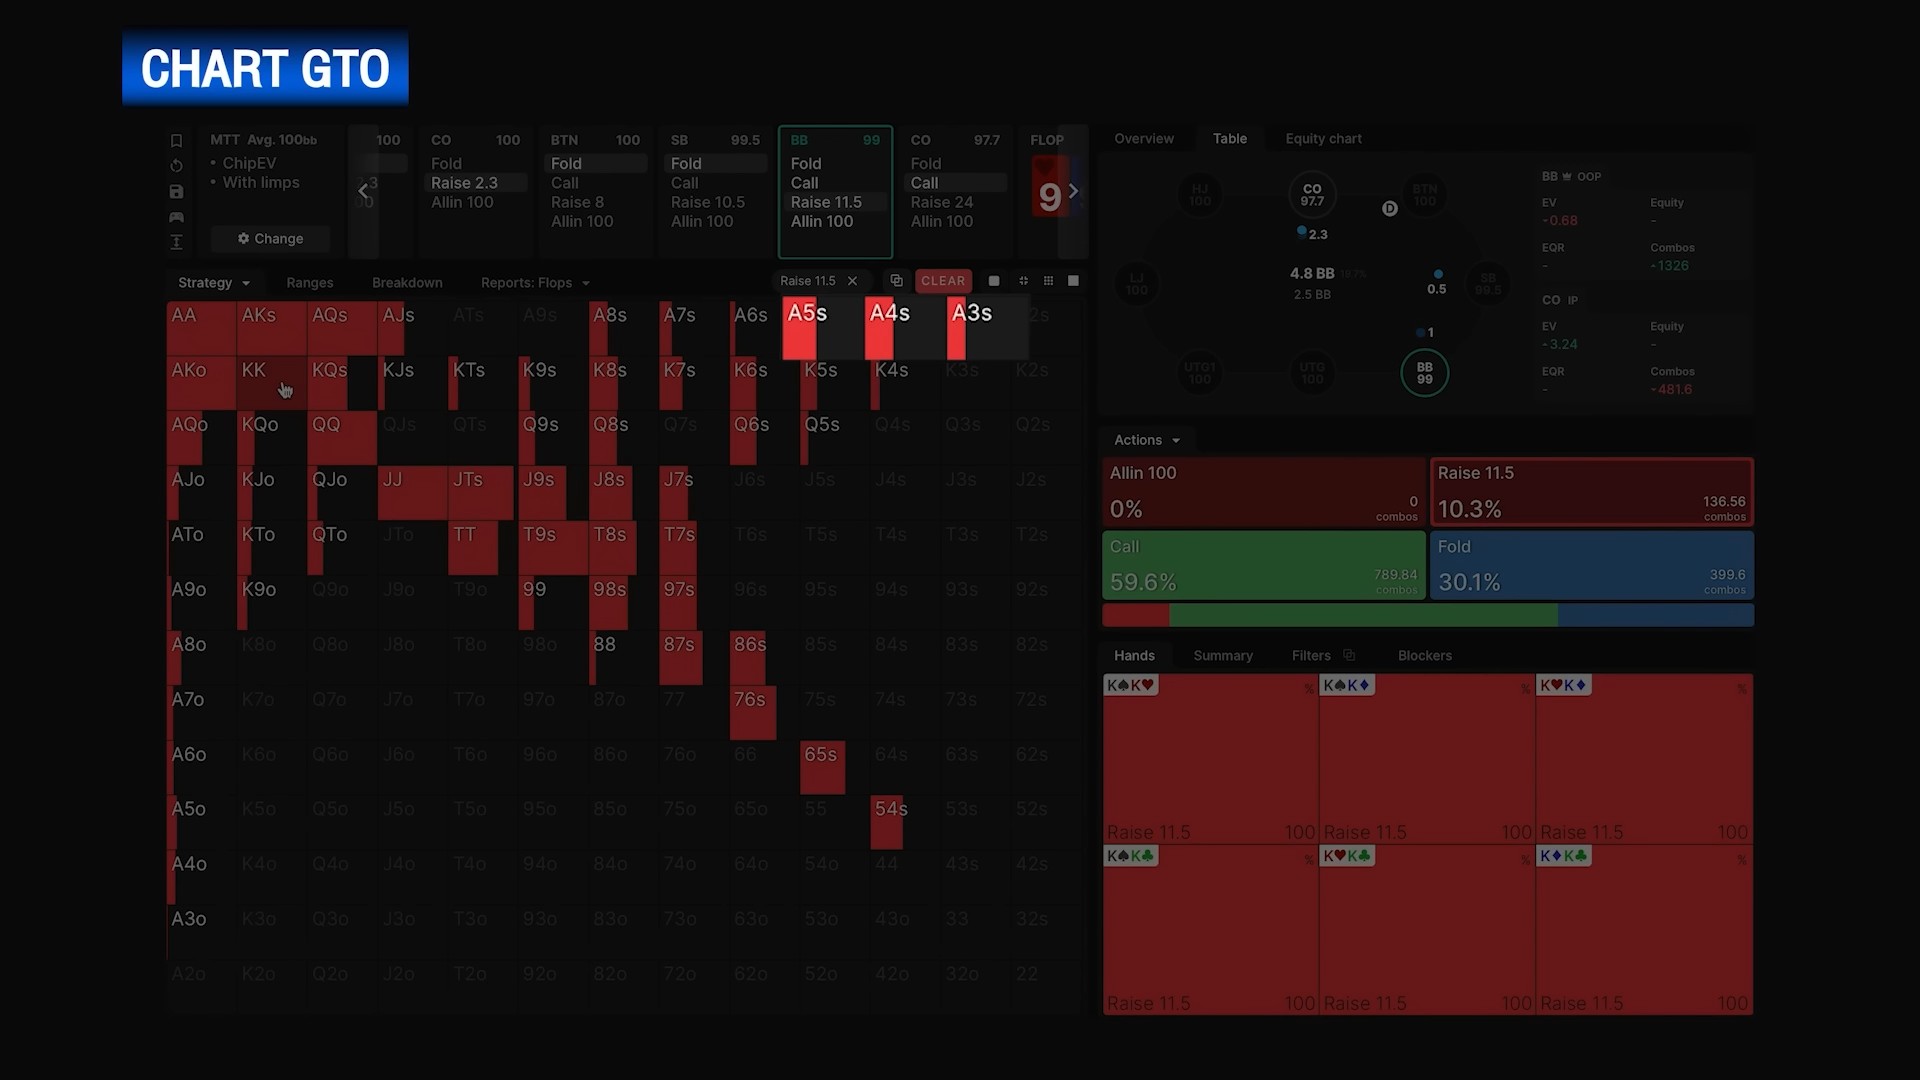 CHART GTO
MTT Avg. 100bb
• ChipEV
• With limps
Change
100
CO 100
Fold
Raise 2.3
Allin 100
BTN 100
Fold
Call
Raise 8
Allin 100
SB 99.5
Fold
Call
Raise 10.5
Allin 100
BB 99
Fold
Call
Raise 11.5
Allin 100
CO 97.7
Fold
Call
Raise 24
Allin 100
FLOP
9
Strategy Ranges Breakdown Reports: Flops Raise 11.5 CLEAR
AA AKs AQs AJs ATs A9s A8s A7s A6s A5s A4s A3s 2s
AKo KK KQs KJs KTs K9s K8s K7s K6s K5s K4s K3s K2s
AQo KQo QQ QJs QTs Q9s Q8s Q7s Q6s Q5s Q4s Q3s Q2s
AJo KJo QJo JJ JTs J9s J8s J7s J6s J5s J4s J3s J2s
ATo KTo QTo JTo TT T9s T8s T7s T6s T5s T4s T3s T2s
A9o K9o Q9o J9o T9o 99 98s 97s 96s 95s 94s 93s 92s
A8o K8o Q8o J8o T8o 98o 88 87s 86s 85s 84s 83s 82s
A7o K7o Q7o J7o T7o 97o 87o 77 76s 75s 74s 73s 72s
A6o K6o Q6o J6o T6o 96o 86o 76o 66 65s 64s 63s 62s
A5o K5o Q5o J5o T5o 95o 85o 75o 65o 55 54s 53s 52s
A4o K4o Q4o J4o T4o 94o 84o 74o 64o 54o 44 43s 42s
A3o K3o Q3o J3o T3o 93o 83o 73o 63o 53o 43o 33 32s
A2o K2o Q2o J2o T2o 92o 82o 72o 62o 52o 42o 32o 22
Overview Table Equity chart
HJ
100
CO
97.7
BTN
100
D
2.3
LJ
100
4.8 BB
2.5 BB
0.5
SB
99.5
1
UTG1
100
UTG
100
BB
99
BB OOP
EV Equity
-0.68 -
EQR Combos
- -1326
CO IP
EV Equity
-3.24 -
EQR Combos
- -481.6
Actions
Allin 100
0% 0 combos
Raise 11.5
10.3% 136.56 combos
Call
59.6% 789.84 combos
Fold
30.1% 399.6 combos
Hands Summary Filters Blockers
K♠K♥ % K♠K♦ % K♥K♦ %
Raise 11.5 100 Raise 11.5 100 Raise 11.5 100
K♠K♣ % K♥K♣ % K♦K♣ %
Raise 11.5 100 Raise 11.5 100 Raise 11.5 100